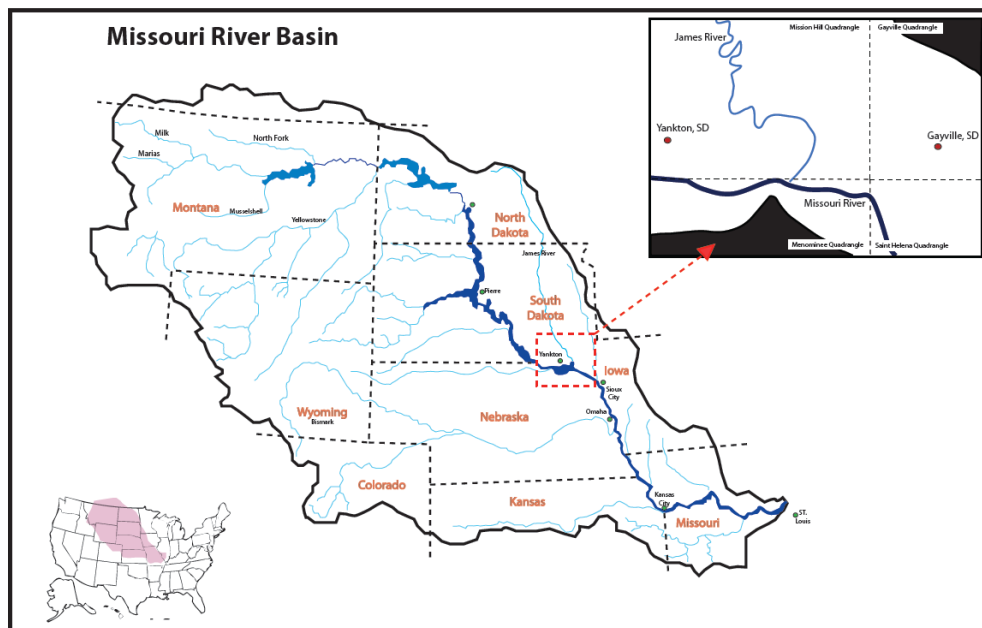 Missouri River Basin
James River
Mission Hill Quadrangle
Gayville Quadrangle
Yankton, SD
Gayville, SD
Missouri River
Menominee Quadrangle
Saint Helena Quadrangle
Milk
North Fork
Marias
Montana
Musselshell
Yellowstone
North
Dakota
James River
Pierre
South
Dakota
Yankton
Iowa
Sioux
City
Wyoming
Bismark
Nebraska
Omaha
Colorado
Kansas
Kansas
City
Missouri
ST.
Louis